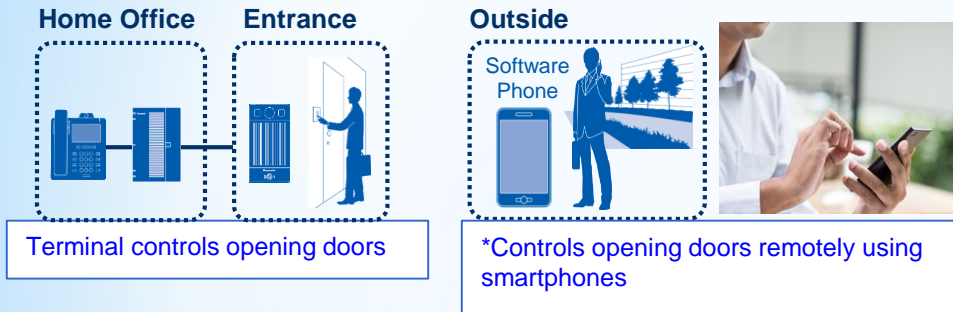 Home Office
Entrance
Outside
Software
Phone
Terminal controls opening doors
*Controls opening doors remotely using
smartphones